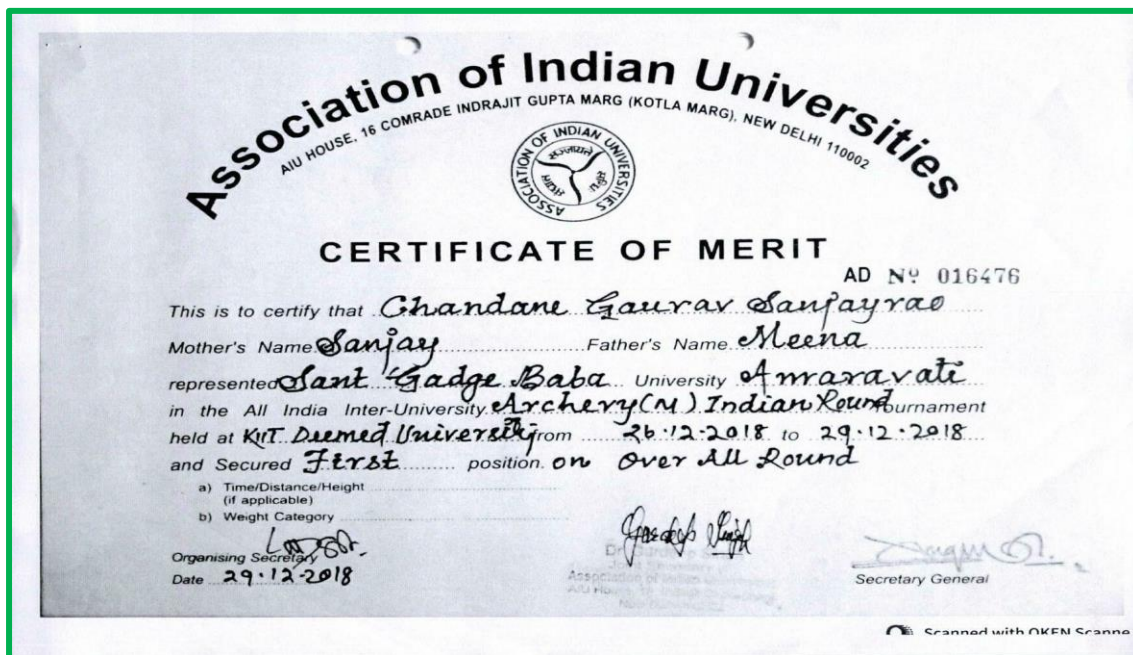 Association of Indian Universities
AIU HOUSE, 16 COMRADE INDRAJIT GUPTA MARG (KOTLA MARG), NEW DELHI 110002
ASSOCIATION OF INDIAN UNIVERSITIES
CERTIFICATE OF MERIT
AD Nº 016476
This is to certify that Chandane Gaurav Sanjayrao
Mother's Name Sanjay Father's Name Meena
represented Sant Gadge Baba University Amravati
in the All India Inter-University Archery(M) Indian Round Tournament
held at KIIT Deemed University from 26.12.2018 to 29.12.2018
and Secured First position on Over All Round
a) Time/Distance/Height
(if applicable)
b) Weight Category
Organising Secretary
Date 29.12-2018
Association of Indian
Secretary General
Scanned with OKEN Scanne